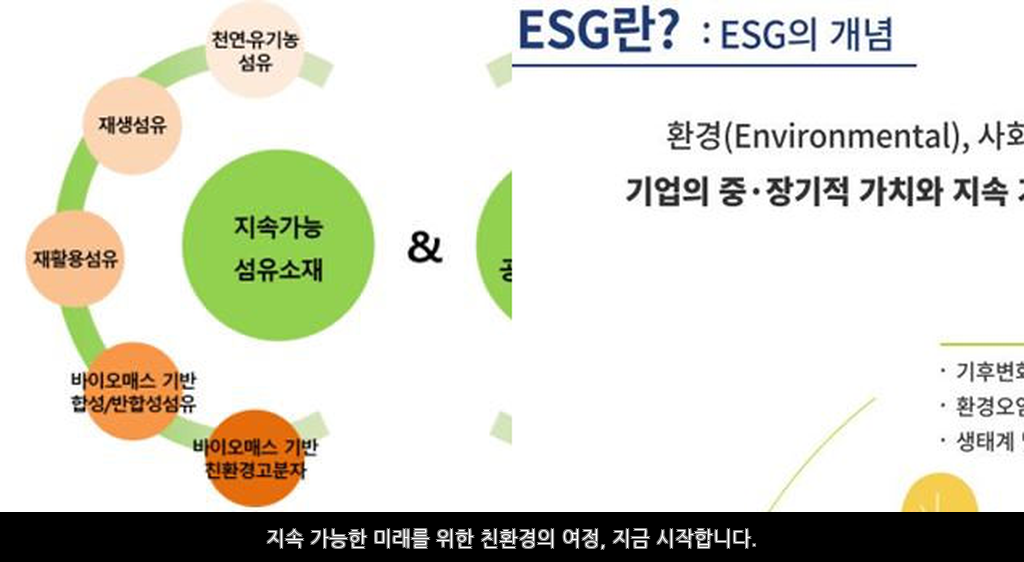 천연·유기농
섬유
재생섬유
재활용섬유
바이오매스 기반
합성/반합성섬유
바이오매스 기반
친환경고분자
지속가능
섬유소재
&
ESG란? : ESG의 개념
환경(Environmental), 사회
기업의 중·장기적 가치와 지속
· 기후변화
· 환경오염
· 생태계
지속 가능한 미래를 위한 친환경의 여정, 지금 시작합니다.